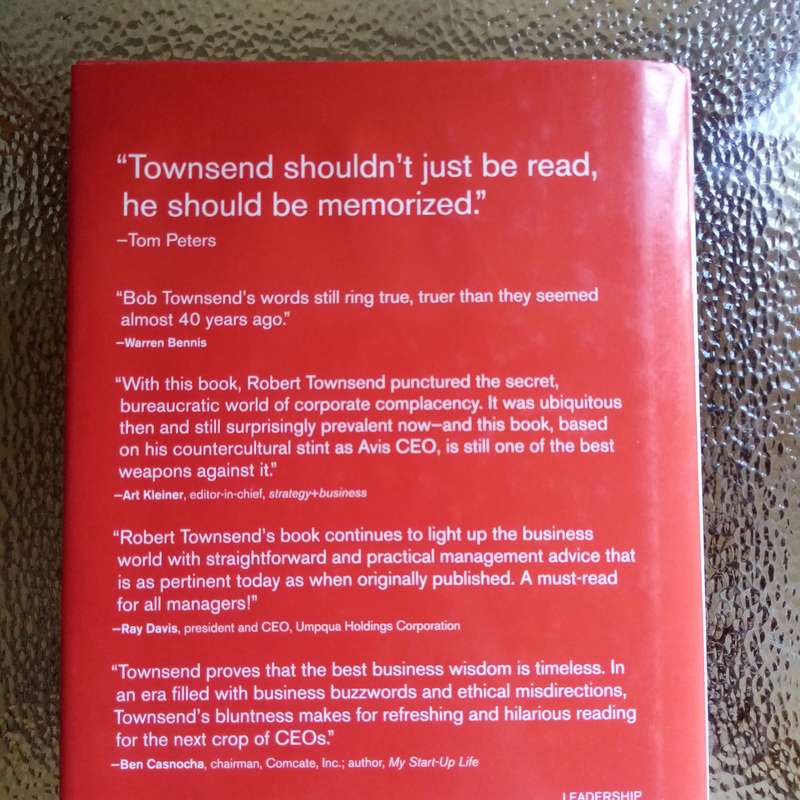 “Townsend shouldn’t just be read,
he should be memorized.”
–Tom Peters
“Bob Townsend’s words still ring true, truer than they seemed
almost 40 years ago.”
–Warren Bennis
“With this book, Robert Townsend punctured the secret,
bureaucratic world of corporate complacency. It was ubiquitous
then and still surprisingly prevalent now–and this book, based
on his countercultural stint as Avis CEO, is still one of the best
weapons against it.”
–Art Kleiner, editor-in-chief, strategy+business
“Robert Townsend’s book continues to light up the business
world with straightforward and practical management advice that
is as pertinent today as when originally published. A must-read
for all managers!”
–Ray Davis, president and CEO, Umpqua Holdings Corporation
“Townsend proves that the best business wisdom is timeless. In
an era filled with business buzzwords and ethical misdirections,
Townsend’s bluntness makes for refreshing and hilarious reading
for the next crop of CEOs.”
–Ben Casnocha, chairman, Comcate, Inc.; author, My Start-Up Life
LEADERSHIP